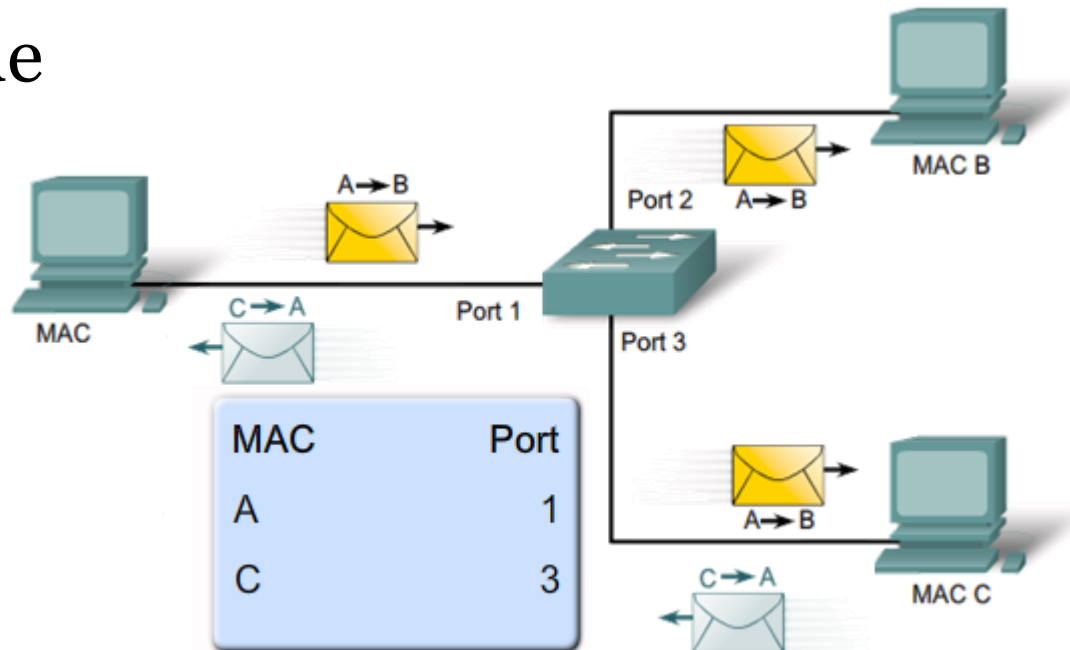 A→B
MAC B
Port 2
A→B
C→A
Port 1
MAC
Port 3
MAC Port
A 1
C 3
A→B
C→A
MAC C